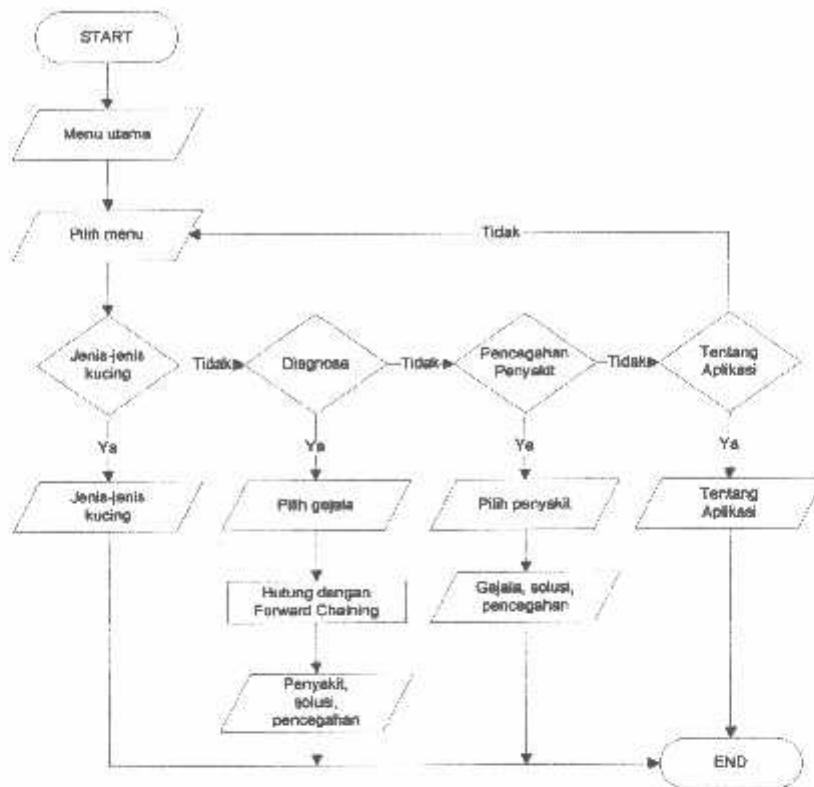 START
Menu utama
Pilih menu
Tidak
Jenis-jenis
kucing
Tidak
Diagnosa
Tidak
Pencegahan
Penyakit
Tidak
Tentang
Aplikasi
Ya
Ya
Ya
Ya
Jenis-jenis
kucing
Pilih gejala
Pilih penyakit
Tentang
Aplikasi
Hutung dengan
Forward Chaining
Gejala, solusi,
pencegahan
Penyakit,
solusi,
pencegahan
END